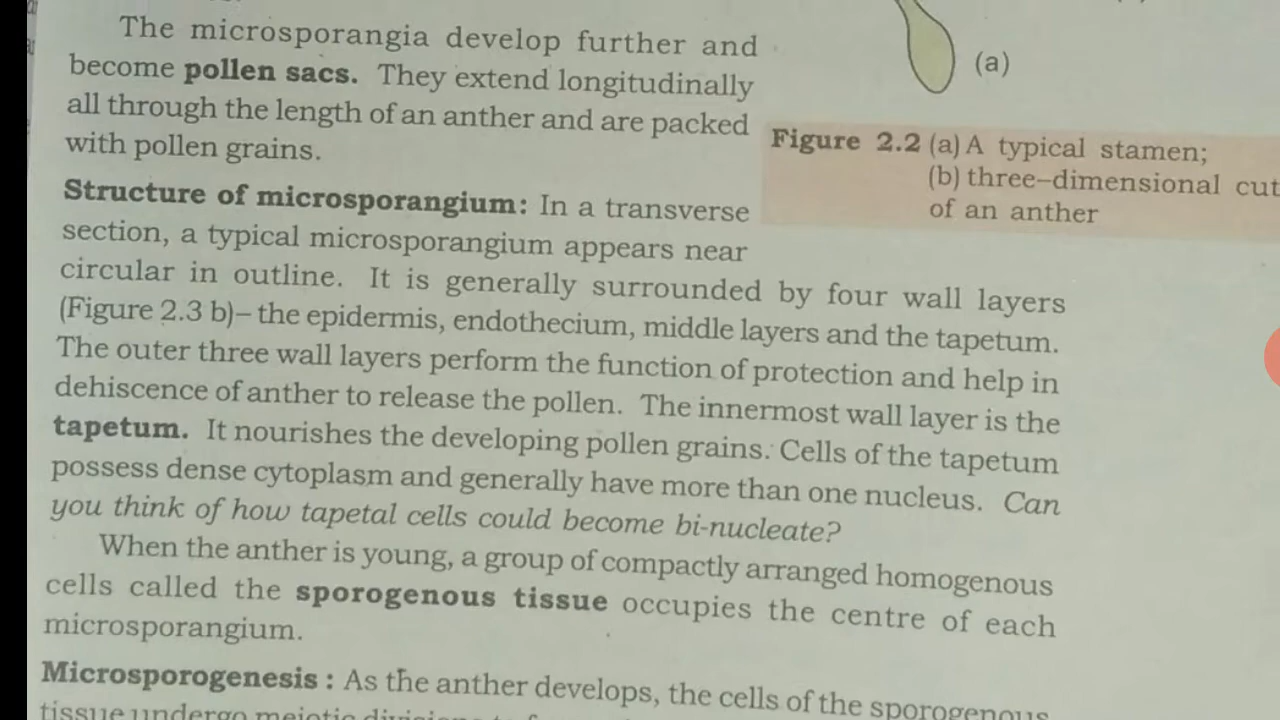 The microsporangia develop further and
become pollen sacs. They extend longitudinally
all through the length of an anther and are packed
with pollen grains.
(a)
Figure 2.2 (a) A typical stamen;
(b) three–dimensional cut
of an anther
Structure of microsporangium: In a transverse
section, a typical microsporangium appears near
circular in outline. It is generally surrounded by four wall layers
(Figure 2.3 b)– the epidermis, endothecium, middle layers and the tapetum.
The outer three wall layers perform the function of protection and help in
dehiscence of anther to release the pollen. The innermost wall layer is the
tapetum. It nourishes the developing pollen grains. Cells of the tapetum
possess dense cytoplasm and generally have more than one nucleus. Can
you think of how tapetal cells could become bi-nucleate?
When the anther is young, a group of compactly arranged homogenous
cells called the sporogenous tissue occupies the centre of each
microsporangium.
Microsporogenesis : As the anther develops, the cells of the sporogenous
tissue undergo meiotic divisions to